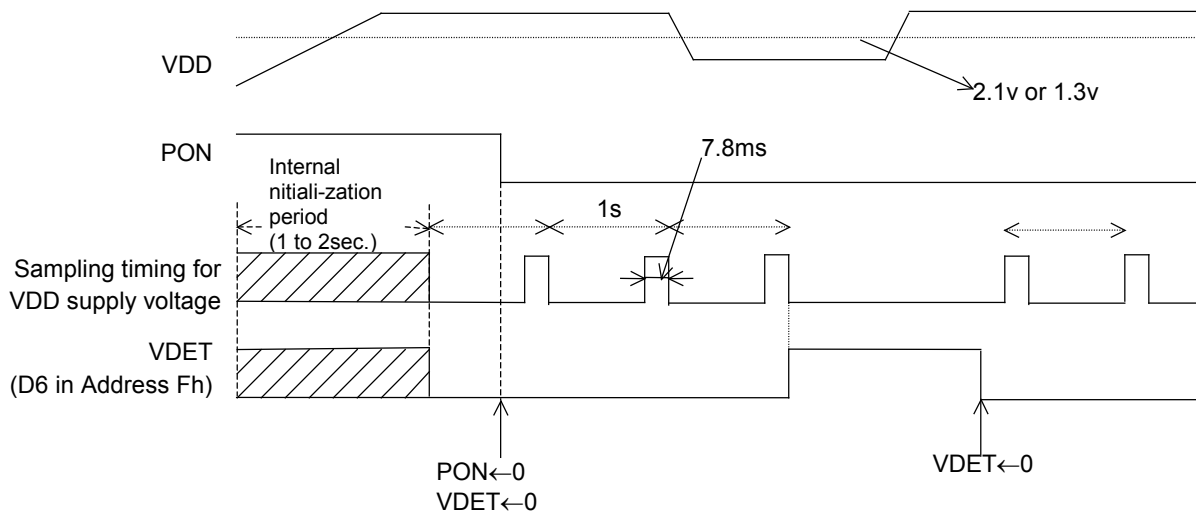 VDD
2.1v or 1.3v
PON
7.8ms
Internal
nitiali-zation
period
(1 to 2sec.)
1s
Sampling timing for
VDD supply voltage
VDET
(D6 in Address Fh)
PON←0
VDET←0
VDET←0